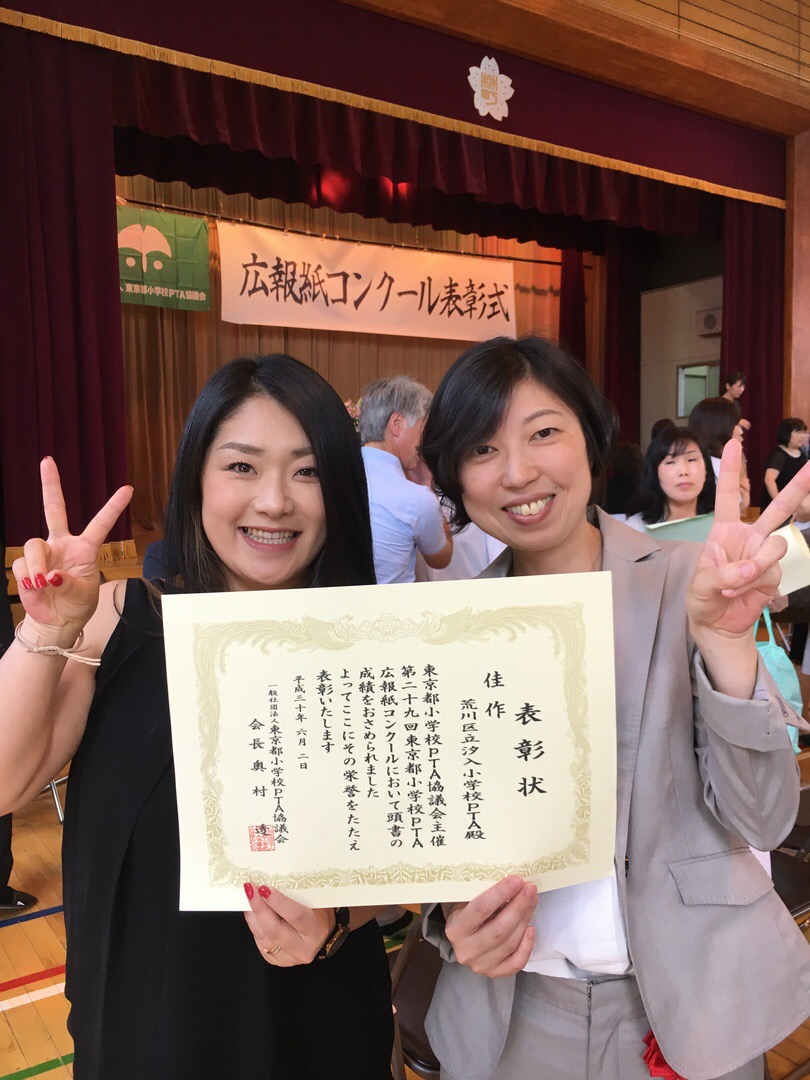 人 東京都小学校PTA協議会
広報紙コンクール表彰式
表彰状
佳作
荒川区立汐入小学校PTA殿
東京都小学校PTA協議会主催
第二十九回東京都小学校PTA
広報紙コンクールにおいて頭書の
成績をおさめられました
よってここにその栄誉をたたえ
表彰いたします
平成三十年 六月 二日
一般社団法人東京都小学校PTA協議会
会長 奥村 透